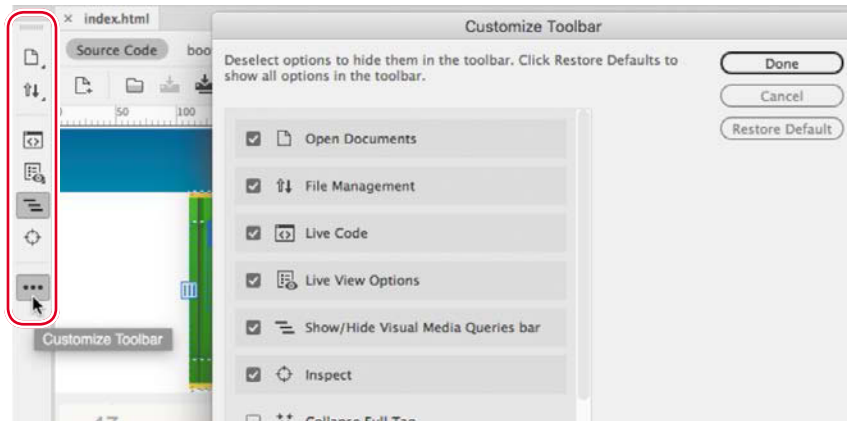 × index.html
Customize Toolbar
Source Code
Deselect options to hide them in the toolbar. Click Restore Defaults to
show all options in the toolbar.
Done
Cancel
Restore Default
50
100
Open Documents
File Management
Live Code
Live View Options
Show/Hide Visual Media Queries bar
Inspect
Customize Toolbar